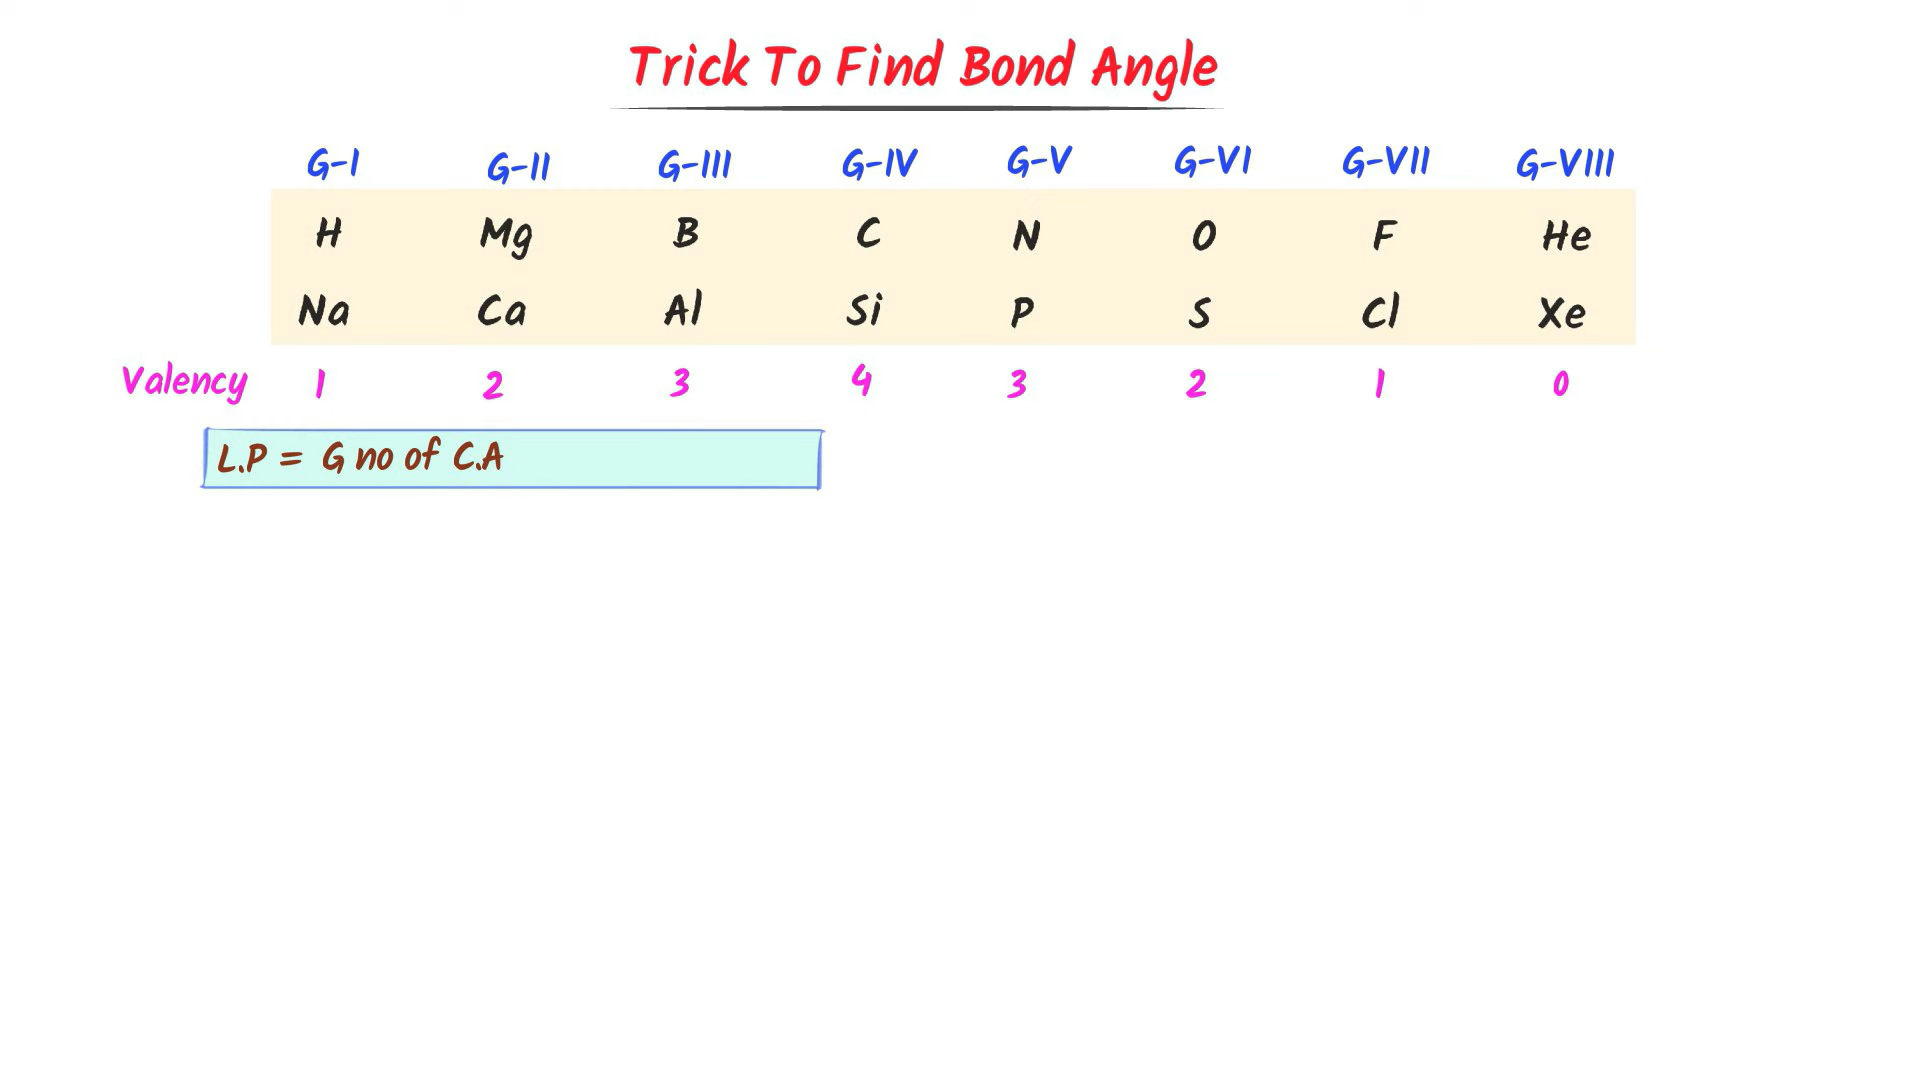 Trick To Find Bond Angle
G-I G-II G-III G-IV G-V G-VI G-VII G-VIII
H Mg B C N O F He
Na Ca Al Si P S Cl Xe
Valency 1 2 3 4 3 2 1 0
L.P = G no of C.A